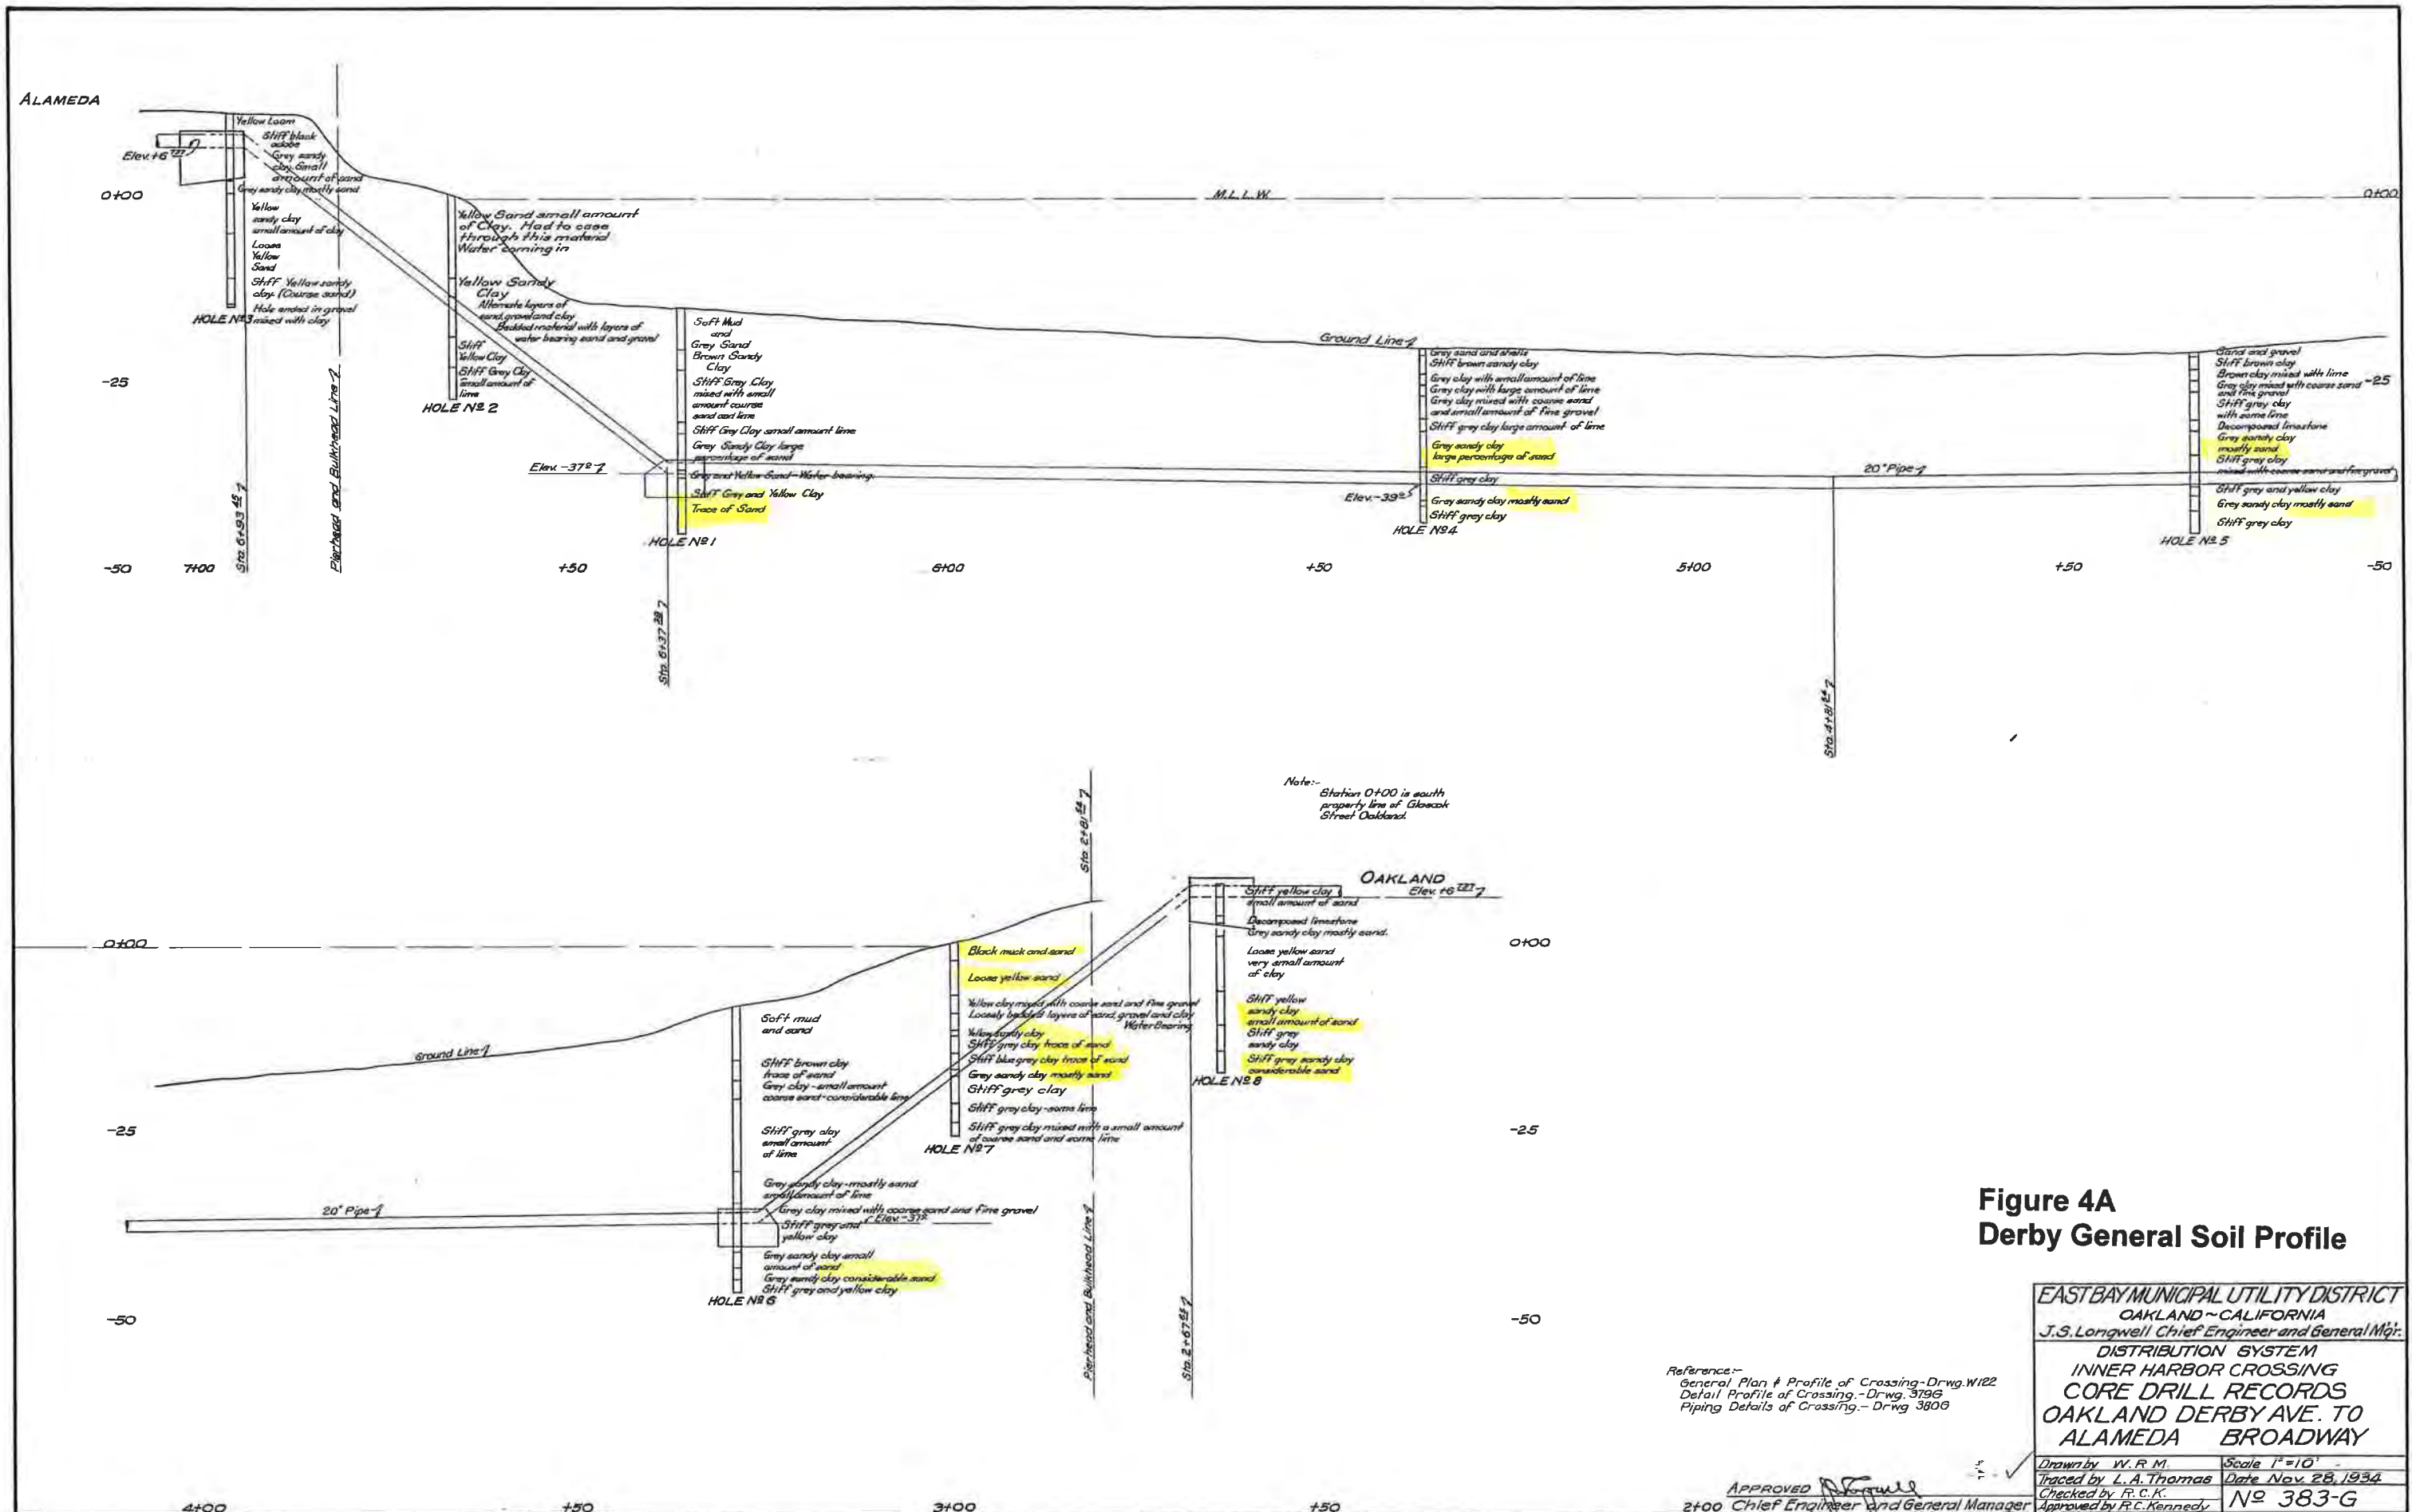 ALAMEDA
Yellow Loam
Stiff black
adobe
Grey sandy
clay. Small
amount of sand
Grey sandy clay mostly sand
Yellow
sandy clay
small amount of clay
Loose
Yellow
Sand
Stiff Yellow sandy
clay. (Course sand)
Hole ended in gravel
mixed with clay
HOLE Nº 3
Elev. +6
0+00
M.L.L.W.
0+00
Yellow Sand small amount
of Clay. Had to case
through this material
Water coming in
Yellow Sandy
Clay
Alternate layers of
sand, gravel and clay
Bedded material with layers of
water bearing sand and gravel
Stiff
Yellow Clay
Stiff Grey Clay
small amount of
lime
HOLE Nº 2
Soft Mud
and
Grey Sand
Brown Sandy
Clay
Stiff Grey Clay
mixed with small
amount course
sand and lime
Stiff Grey Clay small amount lime
Grey Sandy Clay large
percentage of sand
Grey and Yellow Sand-Water bearing.
Stiff Grey and Yellow Clay
Trace of Sand
HOLE Nº 1
Elev. -37º
Ground Line
Grey sand and shells
Stiff brown sandy clay
Grey clay with small amount of lime
Grey clay with large amount of lime
Grey clay mixed with coarse sand
and small amount of fine gravel
Stiff grey clay large amount of lime
Grey sandy clay
large percentage of sand
Stiff grey clay
Grey sandy clay mostly sand
Stiff grey clay
HOLE Nº 4
Elev.-39
20" Pipe
Sand and gravel
Stiff brown clay
Brown clay mixed with lime
Grey clay mixed with coarse sand
and fine gravel
Stiff grey clay
with some lime
Decomposed limestone
Grey sandy clay
mostly sand
Stiff grey clay
mixed with coarse sand and fine gravel
Stiff grey and yellow clay
Grey sandy clay mostly sand
Stiff grey clay
HOLE Nº 5
-25
-25
-50
7+00
+50
6+00
+50
5+00
+50
-50
Sta. 6+93 45
Pierhead and Bulkhead Line
Sta. 6+37
Sta. 4+81
Note:-
Station 0+00 is south
property line of Glascock
Street Oakland.
Sta 2+81
OAKLAND
Elev. +6
0+00
0+00
Ground Line
Soft mud
and sand
Stiff brown clay
trace of sand
Grey clay-small amount
coarse sand-considerable lime
Stiff grey clay
small amount
of lime
Grey sandy clay-mostly sand
small amount of lime
Grey clay mixed with coarse sand and fine gravel
Stiff grey and
yellow clay
Elev.-37º
Grey sandy clay small
amount of sand
Grey sandy clay considerable sand
Stiff grey and yellow clay
HOLE Nº 6
20" Pipe
Black muck and sand
Loose yellow sand
Yellow clay mixed with coarse sand and fine gravel
Loosely bedded layers of sand, gravel and clay
Water Bearing
Yellow sandy clay
Stiff grey clay trace of sand
Stiff blue grey clay trace of sand
Grey sandy clay mostly sand
Stiff grey clay
Stiff grey clay-some lime
Stiff grey clay mixed with a small amount
of coarse sand and some lime
HOLE Nº 7
Stiff yellow clay
small amount of sand
Decomposed limestone
Grey sandy clay mostly sand.
Loose yellow sand
very small amount
of clay
Stiff yellow
sandy clay
small amount of sand
Stiff grey
sandy clay
Stiff grey sandy clay
considerable sand
HOLE Nº 8
-25
-25
-50
-50
Pierhead and Bulkhead Line
Sta. 2+67
4+00
+50
3+00
+50
2+00
Figure 4A
Derby General Soil Profile
Reference:-
General Plan & Profile of Crossing-Drwg. W122
Detail Profile of Crossing.-Drwg. 379G
Piping Details of Crossing.-Drwg 380G
APPROVED
Chief Engineer and General Manager
EAST BAY MUNICIPAL UTILITY DISTRICT
OAKLAND~CALIFORNIA
J.S. Longwell Chief Engineer and General Mgr.
DISTRIBUTION SYSTEM
INNER HARBOR CROSSING
CORE DRILL RECORDS
OAKLAND DERBY AVE. TO
ALAMEDA BROADWAY
Drawn by W.R.M. Scale 1"=10'
Traced by L.A. Thomas Date Nov. 28, 1934
Checked by R.C.K.
Approved by R.C. Kennedy
Nº 383-G